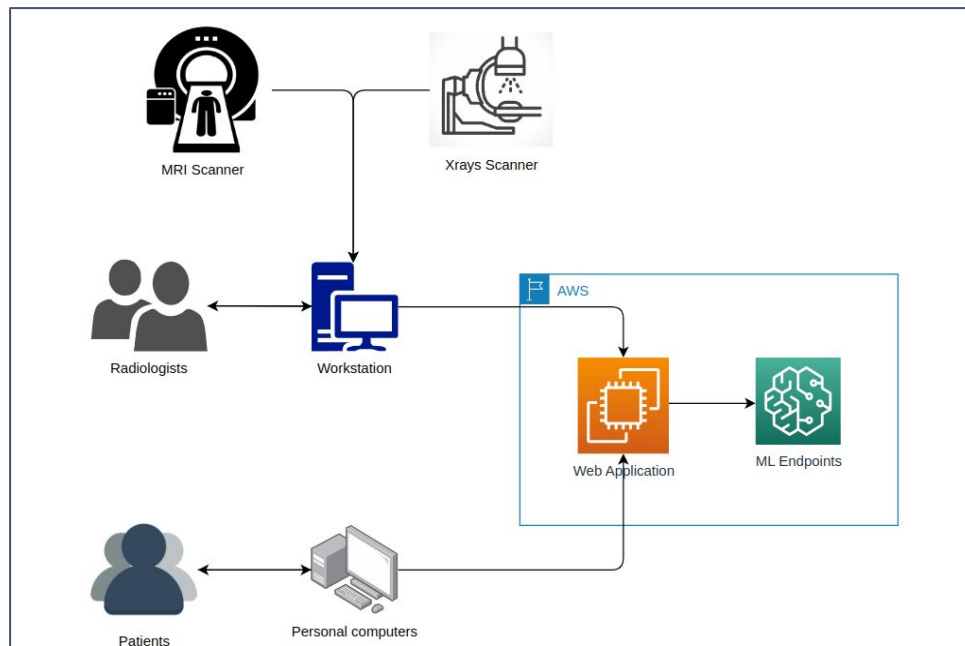 MRI Scanner
Xrays Scanner
AWS
Radiologists
Workstation
Web Application
ML Endpoints
Personal computers
Patients